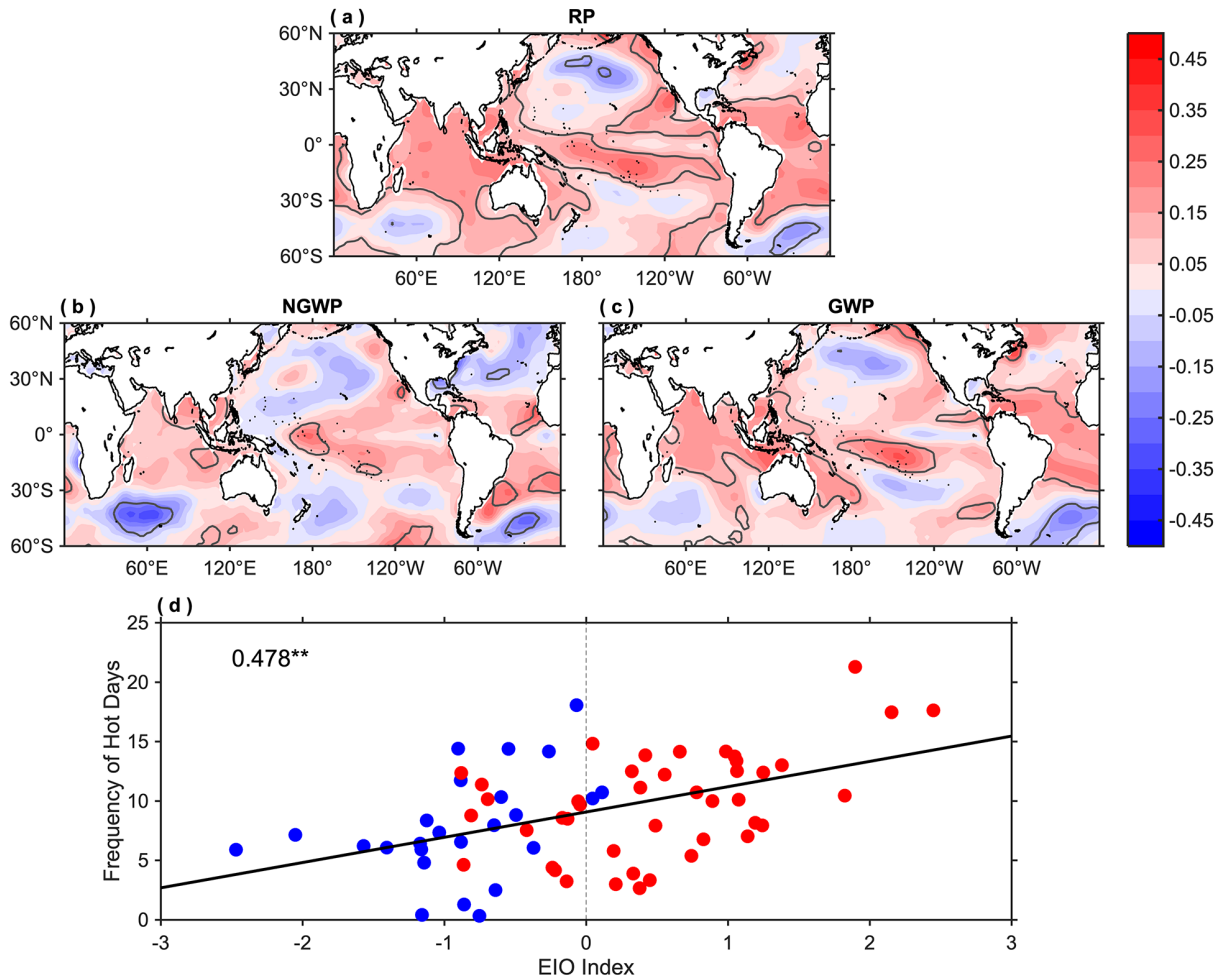 ( a ) RP
60°N
30°N
0°
30°S
60°S
60°E 120°E 180° 120°W 60°W
0.45
0.35
0.25
0.15
0.05
-0.05
-0.15
-0.25
-0.35
-0.45
( b ) NGWP
60°N
30°N
0°
30°S
60°S
60°E 120°E 180° 120°W 60°W
( c ) GWP
60°E 120°E 180° 120°W 60°W
( d )
0.478**
Frequency of Hot Days
25
20
15
10
5
0
-3 -2 -1 0 1 2 3
EIO Index